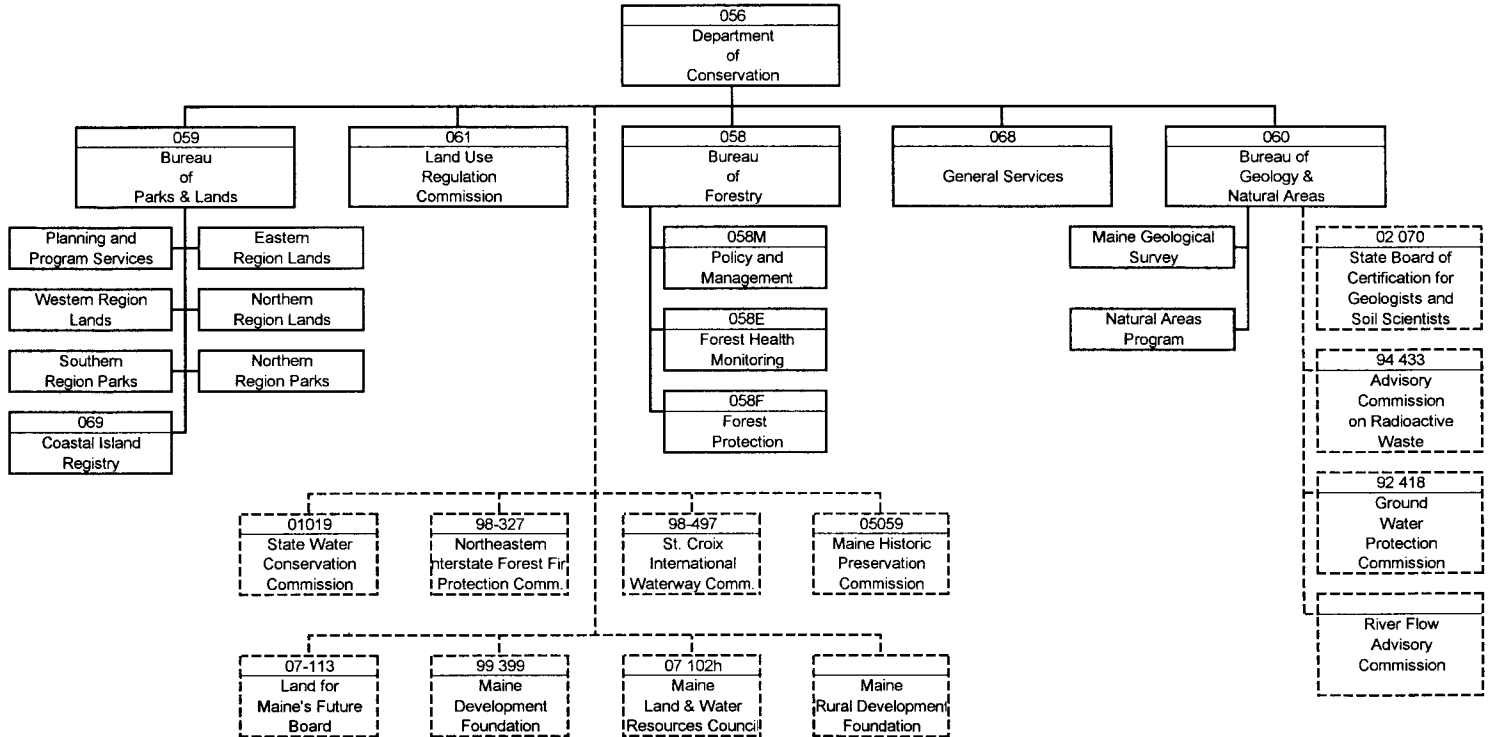 056
Department
of
Conservation
059
Bureau
of
Parks & Lands
061
Land Use
Regulation
Commission
058
Bureau
of
Forestry
068
General Services
060
Bureau of
Geology &
Natural Areas
Planning and
Program Services
Eastern
Region Lands
Western Region
Lands
Northern
Region Lands
Southern
Region Parks
Northern
Region Parks
069
Coastal Island
Registry
058M
Policy and
Management
058E
Forest Health
Monitoring
058F
Forest
Protection
Maine Geological
Survey
Natural Areas
Program
02 070
State Board of
Certification for
Geologists and
Soil Scientists
94 433
Advisory
Commission
on Radioactive
Waste
92 418
Ground
Water
Protection
Commission
River Flow
Advisory
Commission
01019
State Water
Conservation
Commission
98-327
Northeastern
nterstate Forest Fir
Protection Comm.
98-497
St. Croix
International
Waterway Comm.
05059
Maine Historic
Preservation
Commission
07-113
Land for
Maine's Future
Board
99 399
Maine
Development
Foundation
07 102h
Maine
Land & Water
Resources Council
Maine
Rural Development
Foundation